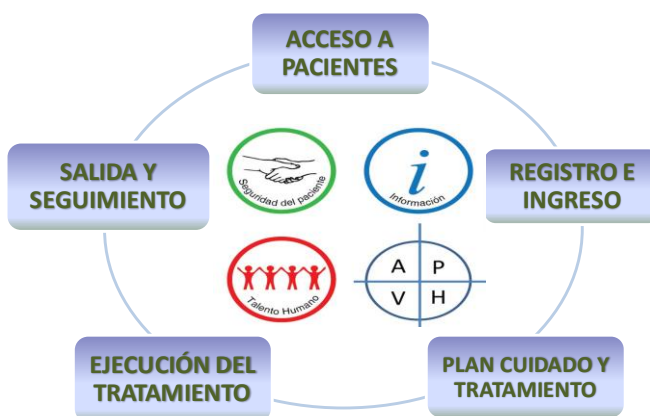 ACCESO A
PACIENTES
SALIDA Y
SEGUIMIENTO
REGISTRO E
INGRESO
Seguridad del paciente
i
Información
Talento Humano
A P
V H
EJECUCIÓN DEL
TRATAMIENTO
PLAN CUIDADO Y
TRATAMIENTO